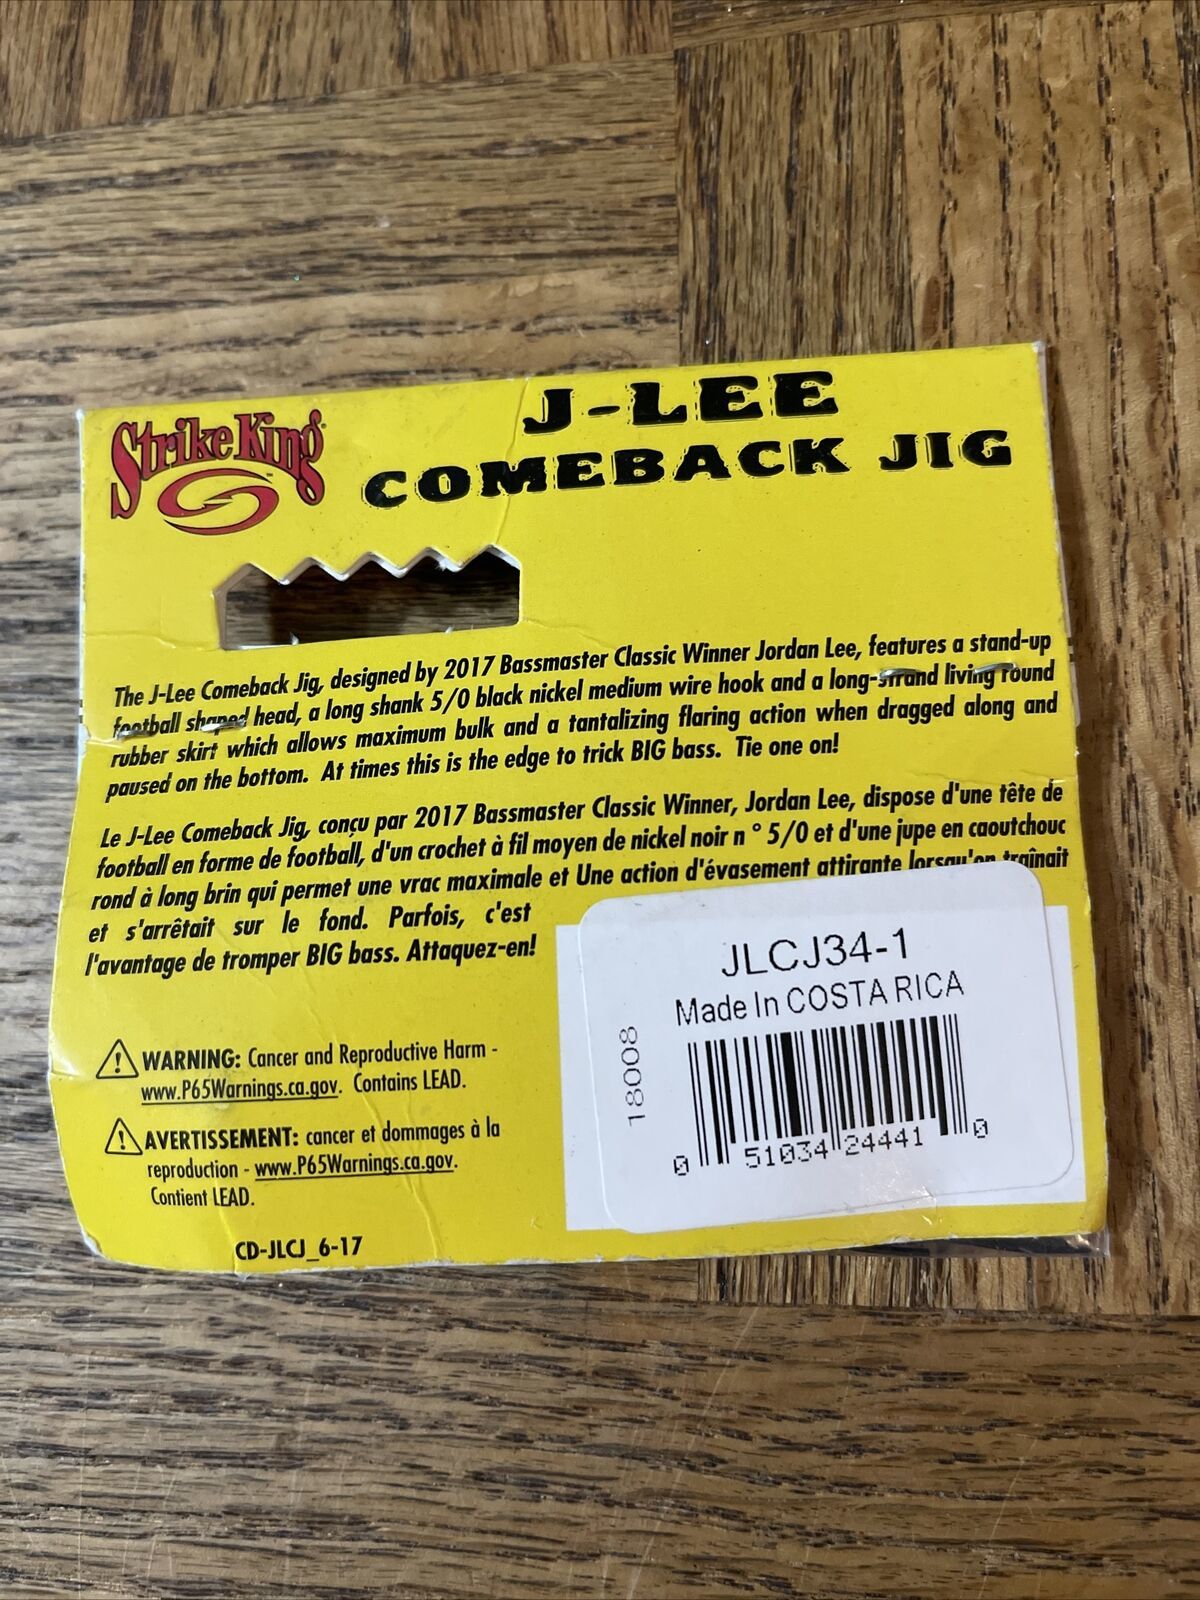 Strike King
J-LEE
COMEBACK JIG
The J-Lee Comeback Jig, designed by 2017 Bassmaster Classic Winner Jordan Lee, features a stand-up
football shaped head, a long shank 5/0 black nickel medium wire hook and a long-strand living round
rubber skirt which allows maximum bulk and a tantalizing flaring action when dragged along and
paused on the bottom. At times this is the edge to trick BIG bass. Tie one on!
Le J-Lee Comeback Jig, conçu par 2017 Bassmaster Classic Winner, Jordan Lee, dispose d'une tête de
football en forme de football, d'un crochet à fil moyen de nickel noir n ° 5/0 et d'une jupe en caoutchouc
rond à long brin qui permet une vrac maximale et Une action d'évasement attirante lorsqu'on traînait
et s'arrêtait sur le fond. Parfois, c'est
l'avantage de tromper BIG bass. Attaquez-en!
WARNING: Cancer and Reproductive Harm -
www.P65Warnings.ca.gov. Contains LEAD.
AVERTISSEMENT: cancer et dommages à la
reproduction - www.P65Warnings.ca.gov.
Contient LEAD.
CD-JLCJ_6-17
JLCJ34-1
Made In COSTA RICA
18008
0 51034 24441 0